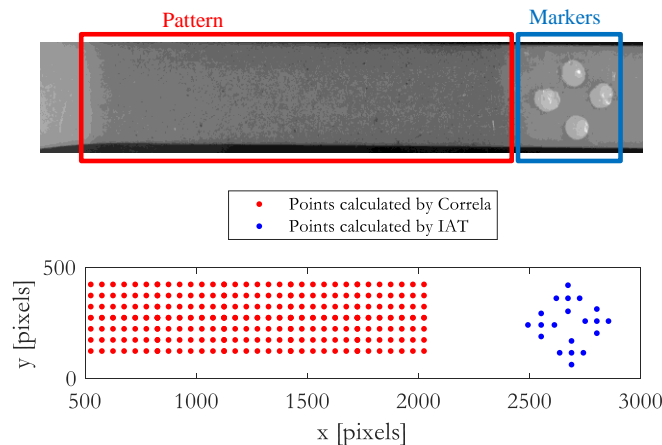 Pattern
Markers
Points calculated by Correla
Points calculated by IAT
500
0
y [pixels]
500
1000
1500
2000
2500
3000
x [pixels]